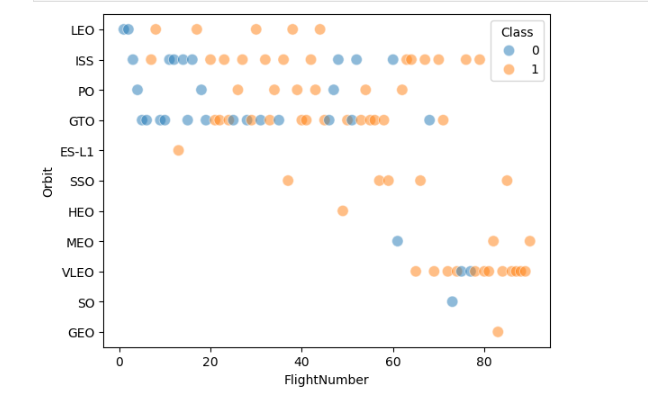 LEO
ISS
PO
GTO
ES-L1
SSO
HEO
MEO
VLEO
SO
GEO
Orbit
Class
0
1
0 20 40 60 80
FlightNumber